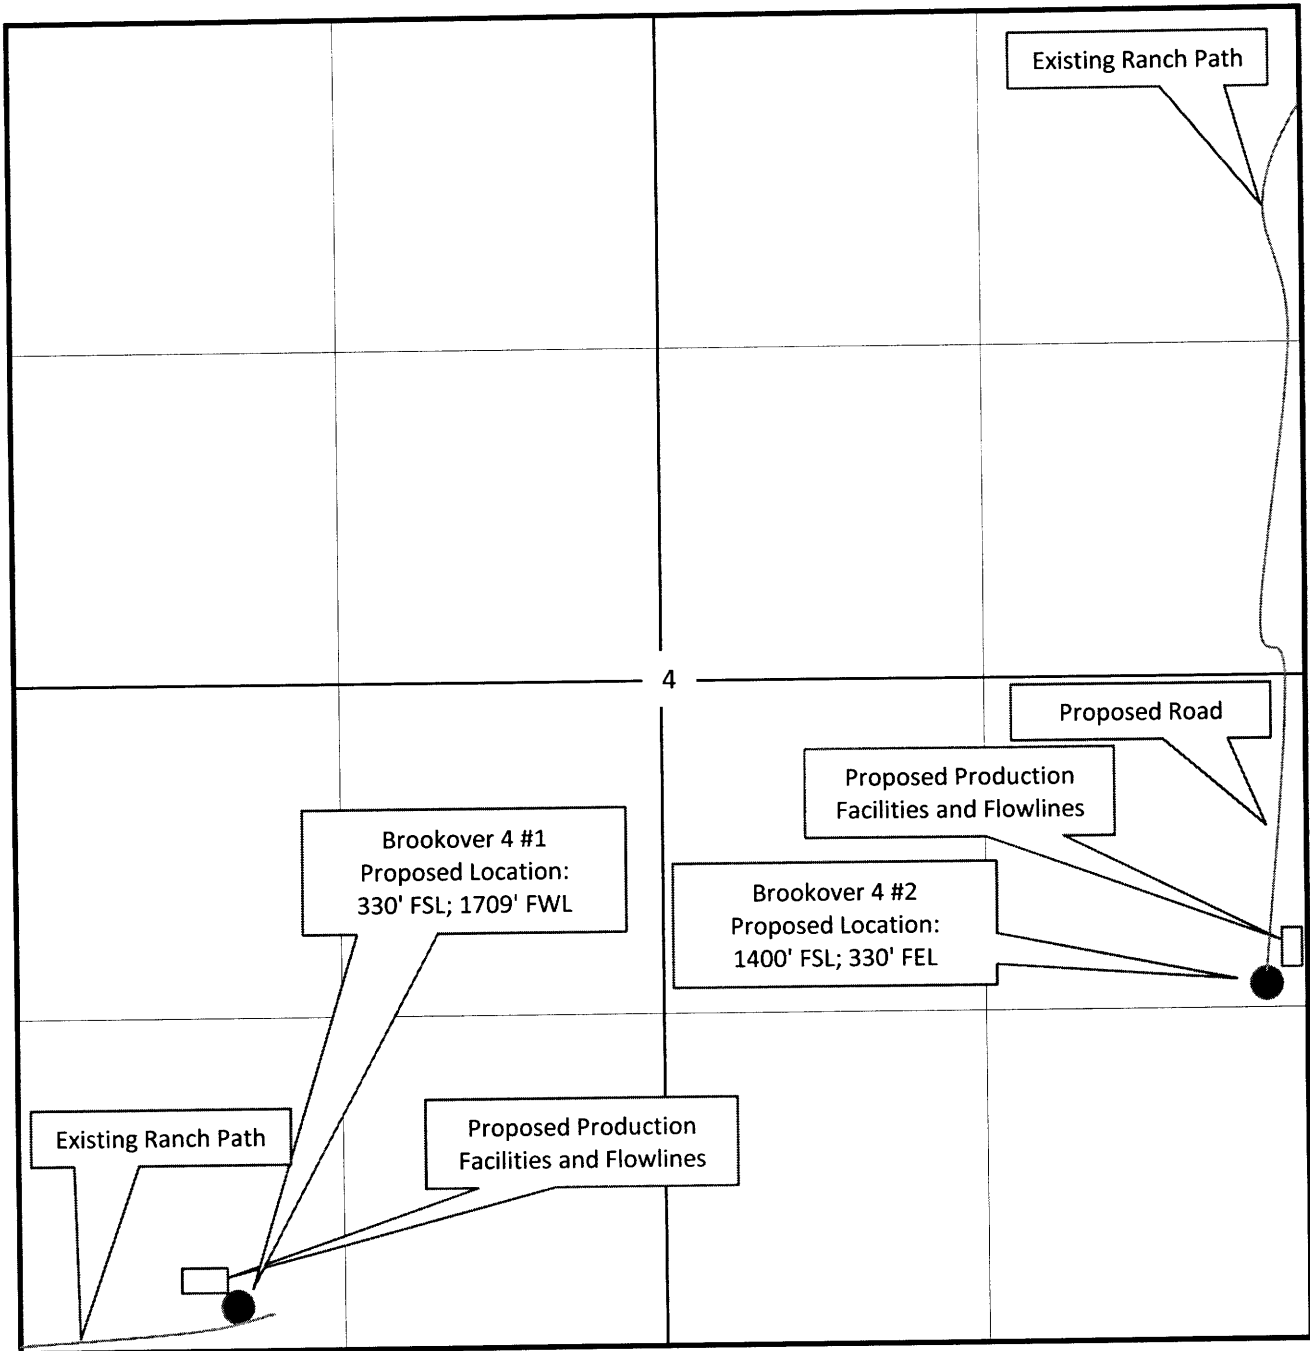 Existing Ranch Path
4
Proposed Road
Proposed Production
Facilities and Flowlines
Brookover 4 #1
Proposed Location:
330' FSL; 1709' FWL
Brookover 4 #2
Proposed Location:
1400' FSL; 330' FEL
Existing Ranch Path
Proposed Production
Facilities and Flowlines